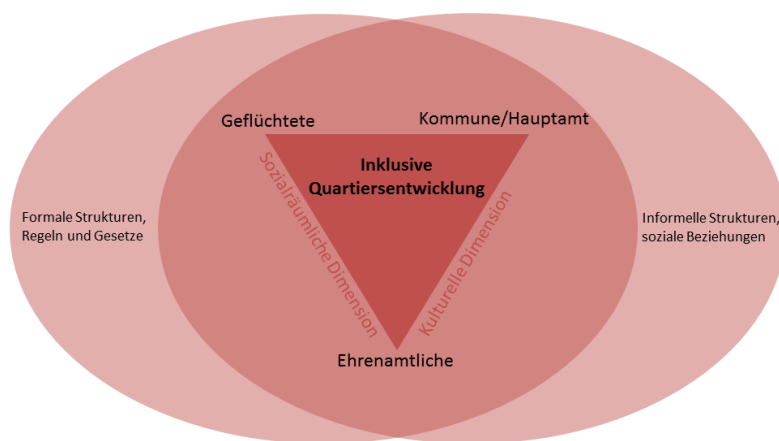 Geflüchtete
Kommune/Hauptamt
Inklusive
Quartiersentwicklung
Sozialräumliche Dimension
Kulturelle Dimension
Formale Strukturen,
Regeln und Gesetze
Informelle Strukturen,
soziale Beziehungen
Ehrenamtliche